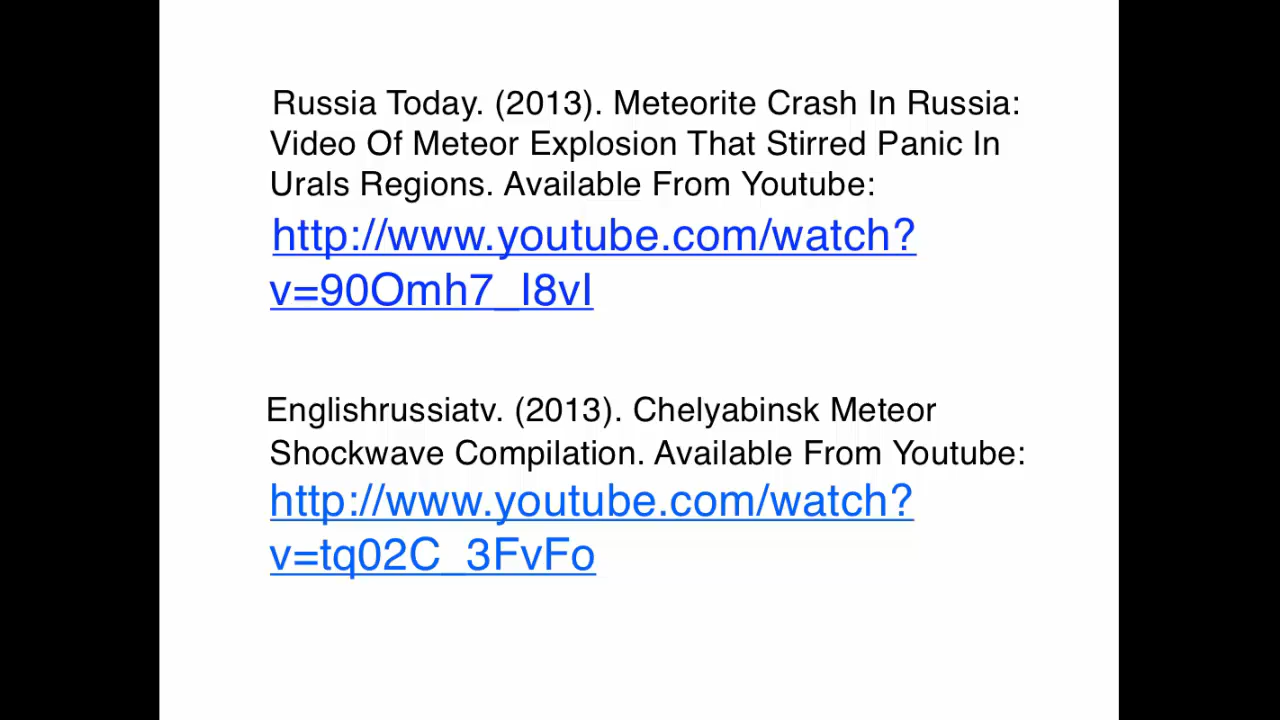 Russia Today. (2013). Meteorite Crash In Russia:
Video Of Meteor Explosion That Stirred Panic In
Urals Regions. Available From Youtube:
http://www.youtube.com/watch?
v=90Omh7_I8vI
Englishrussiatv. (2013). Chelyabinsk Meteor
Shockwave Compilation. Available From Youtube:
http://www.youtube.com/watch?
v=tq02C_3FvFo